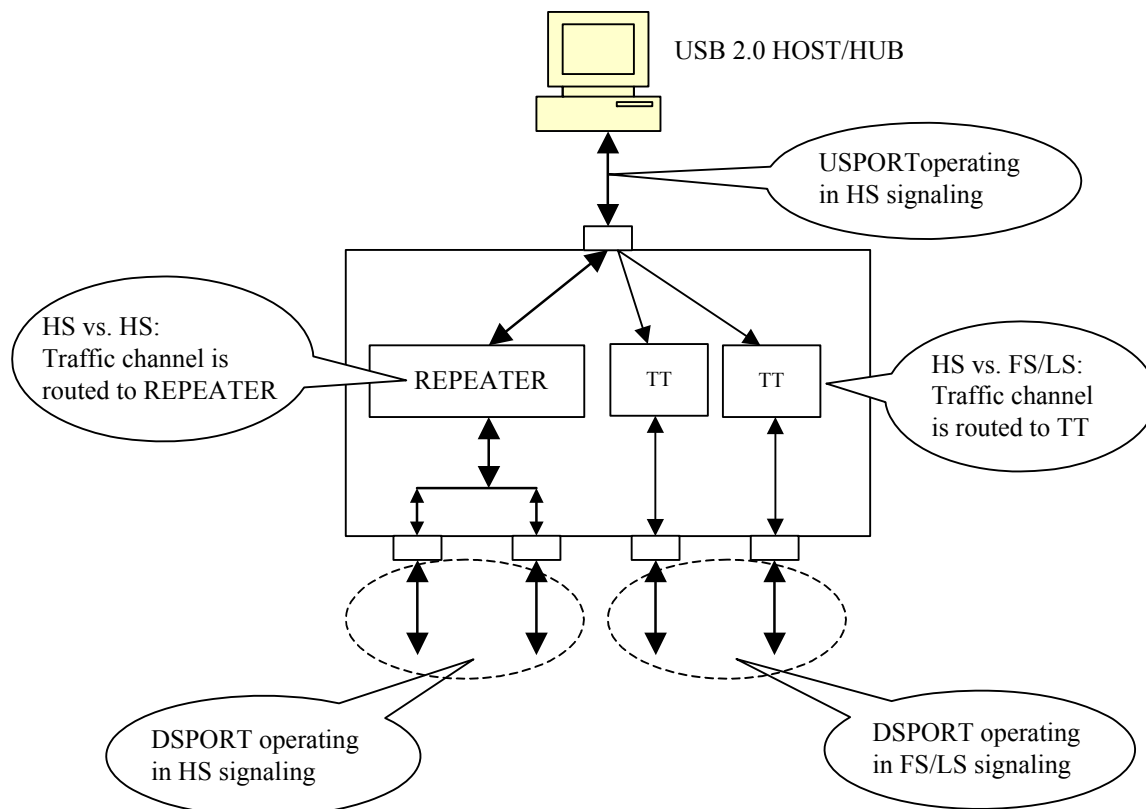 USB 2.0 HOST/HUB
USPORToperating
in HS signaling
HS vs. HS:
Traffic channel is
routed to REPEATER
REPEATER
TT
TT
HS vs. FS/LS:
Traffic channel
is routed to TT
DSPORT operating
in HS signaling
DSPORT operating
in FS/LS signaling